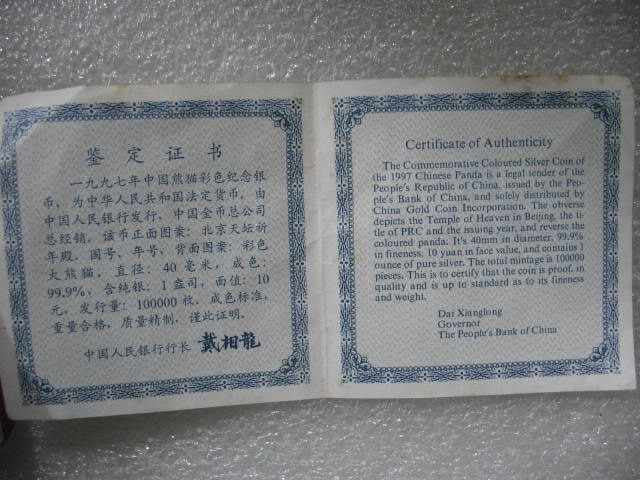 鉴定证书
一九九七年中国熊猫彩色纪念银
币，为中华人民共和国法定货币。由
中国人民银行发行，中国金币总公司
总经销。该币正面图案：北京天坛祈
年殿、国号、年号，背面图案：彩色
大熊猫，直径：40毫米，成色：
99.9%，含纯银：1盎司，面值：10
元，发行量：100000枚。成色标准，
重量合格，质量精制，谨此证明。
中国人民银行行长 戴相龍
Certificate of Authenticity
The Commemorative Coloured Silver Coin of
the 1997 Chinese Panda is a legal tender of the
People's Republic of China, issued by the Peo-
ple's Bank of China, and solely distributed by
China Gold Coin Incorporation. The obverse
depicts the Temple of Heaven in Beijing, the ti-
tle of PRC and the issuing year, and reverse the
coloured panda. It's 40mm in diameter, 99.9%
in fineness, 10 yuan in face value, and contains 1
ounce of pure silver. The total mintage is 100000
pieces. This is to certify that the coin is proof, in
quality and is up to standard as to its fineness
and weight.
Dai Xianglong
Governor
The People's Bank of China